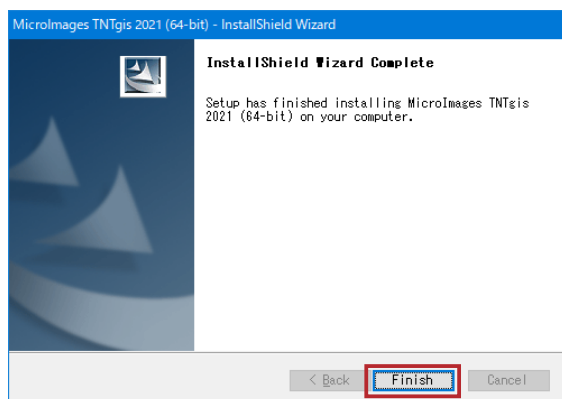 MicroImages TNTgis 2021 (64-bit) - InstallShield Wizard
InstallShield Wizard Complete
Setup has finished installing MicroImages TNTgis
2021 (64-bit) on your computer.
< Back Finish Cancel